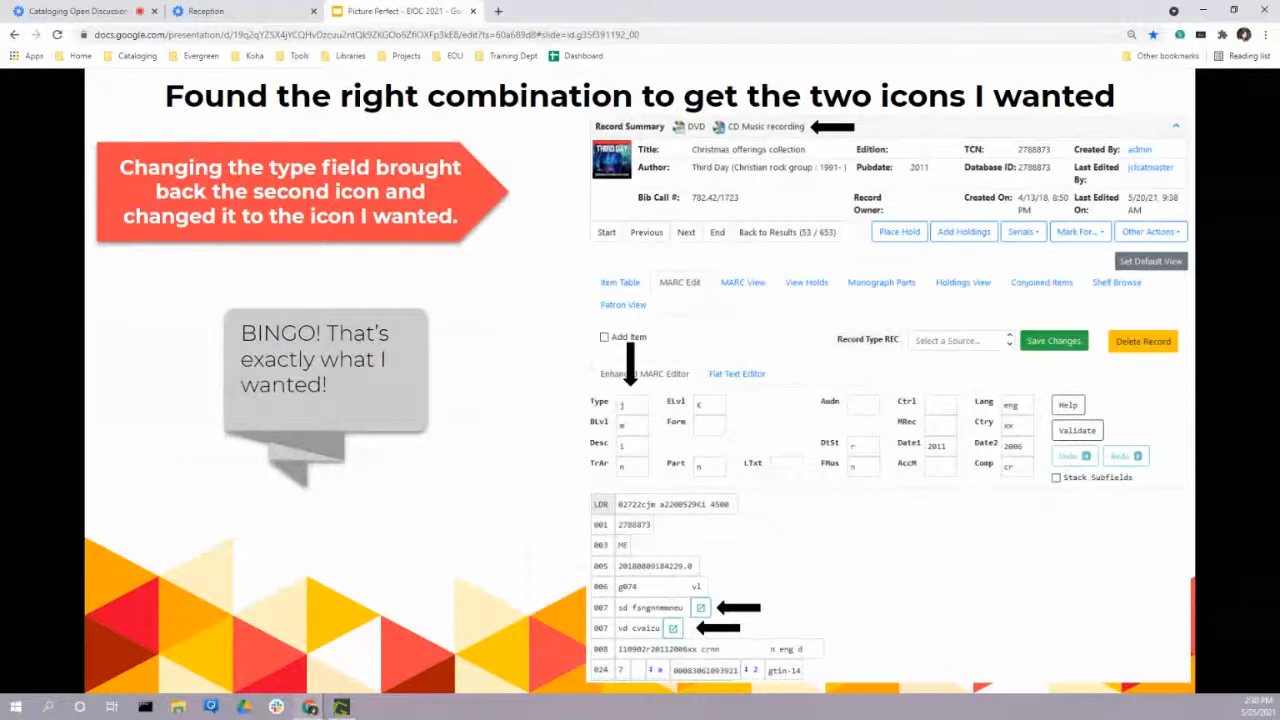 Cataloging Open Discussion
Reception
Picture Perfect - EIOC 2021 - Go
docs.google.com/presentation/d/
Apps
Home
Cataloging
Evergreen
Koha
Tools
Libraries
Projects
EOLI
Training Dept
Dashboard
Other bookmarks
Reading list
Found the right combination to get the two icons I wanted
Changing the type field brought
back the second icon and
changed it to the icon I wanted.
BINGO! That's
exactly what I
wanted!
Record Summary DVD CD Music recording
THIRD DAY
Title: Christmas offerings collection Edition: TCN: 2788873 Created By: admin
Author: Third Day (Christian rock group : 1991- ) Pubdate: 2011 Database ID: 2788873 Last Edited By: jclcatmaster
Bib Call #: 782.42/1723 Record Owner: Created On: 4/13/18, 8:50 PM Last Edited On: 5/20/21, 9:38 AM
Start Previous Next End Back to Results (53 / 653) Place Hold Add Holdings Serials Mark For... Other Actions
Set Default View
Item Table MARC Edit MARC View View Holds Monograph Parts Holdings View Conjoined Items Shelf Browse
Patron View
Add Item Record Type REC Select a Source... Save Changes Delete Record
Enhanced MARC Editor Flat Text Editor
Type j ELvl K Audn Ctrl Lang eng Help
BLvl m Form MRec Ctry xx Validate
Desc i DtSt r Date1 2011 Date2 2006 Undo Redo
TrAr n Part n LTxt FMus n AccM Comp cr Stack Subfields
LDR 02722cjm a2200529Ki 4500
001 2788873
003 ME
005 20180809184229.0
006 g074 vl
007 sd fsngnnmmneu
007 vd cvaizu
008 110902r20112006xx crnn n eng d
024 7 ‡ a 00083061093921 ‡ 2 gtin-14
2:38 PM
5/25/2021